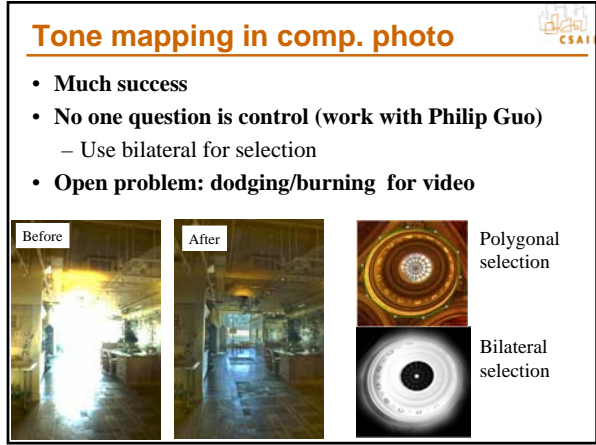 Tone mapping in comp. photo
CSAIL
• Much success
• No one question is control (work with Philip Guo)
– Use bilateral for selection
• Open problem: dodging/burning for video
Before
After
Polygonal
selection
Bilateral
selection